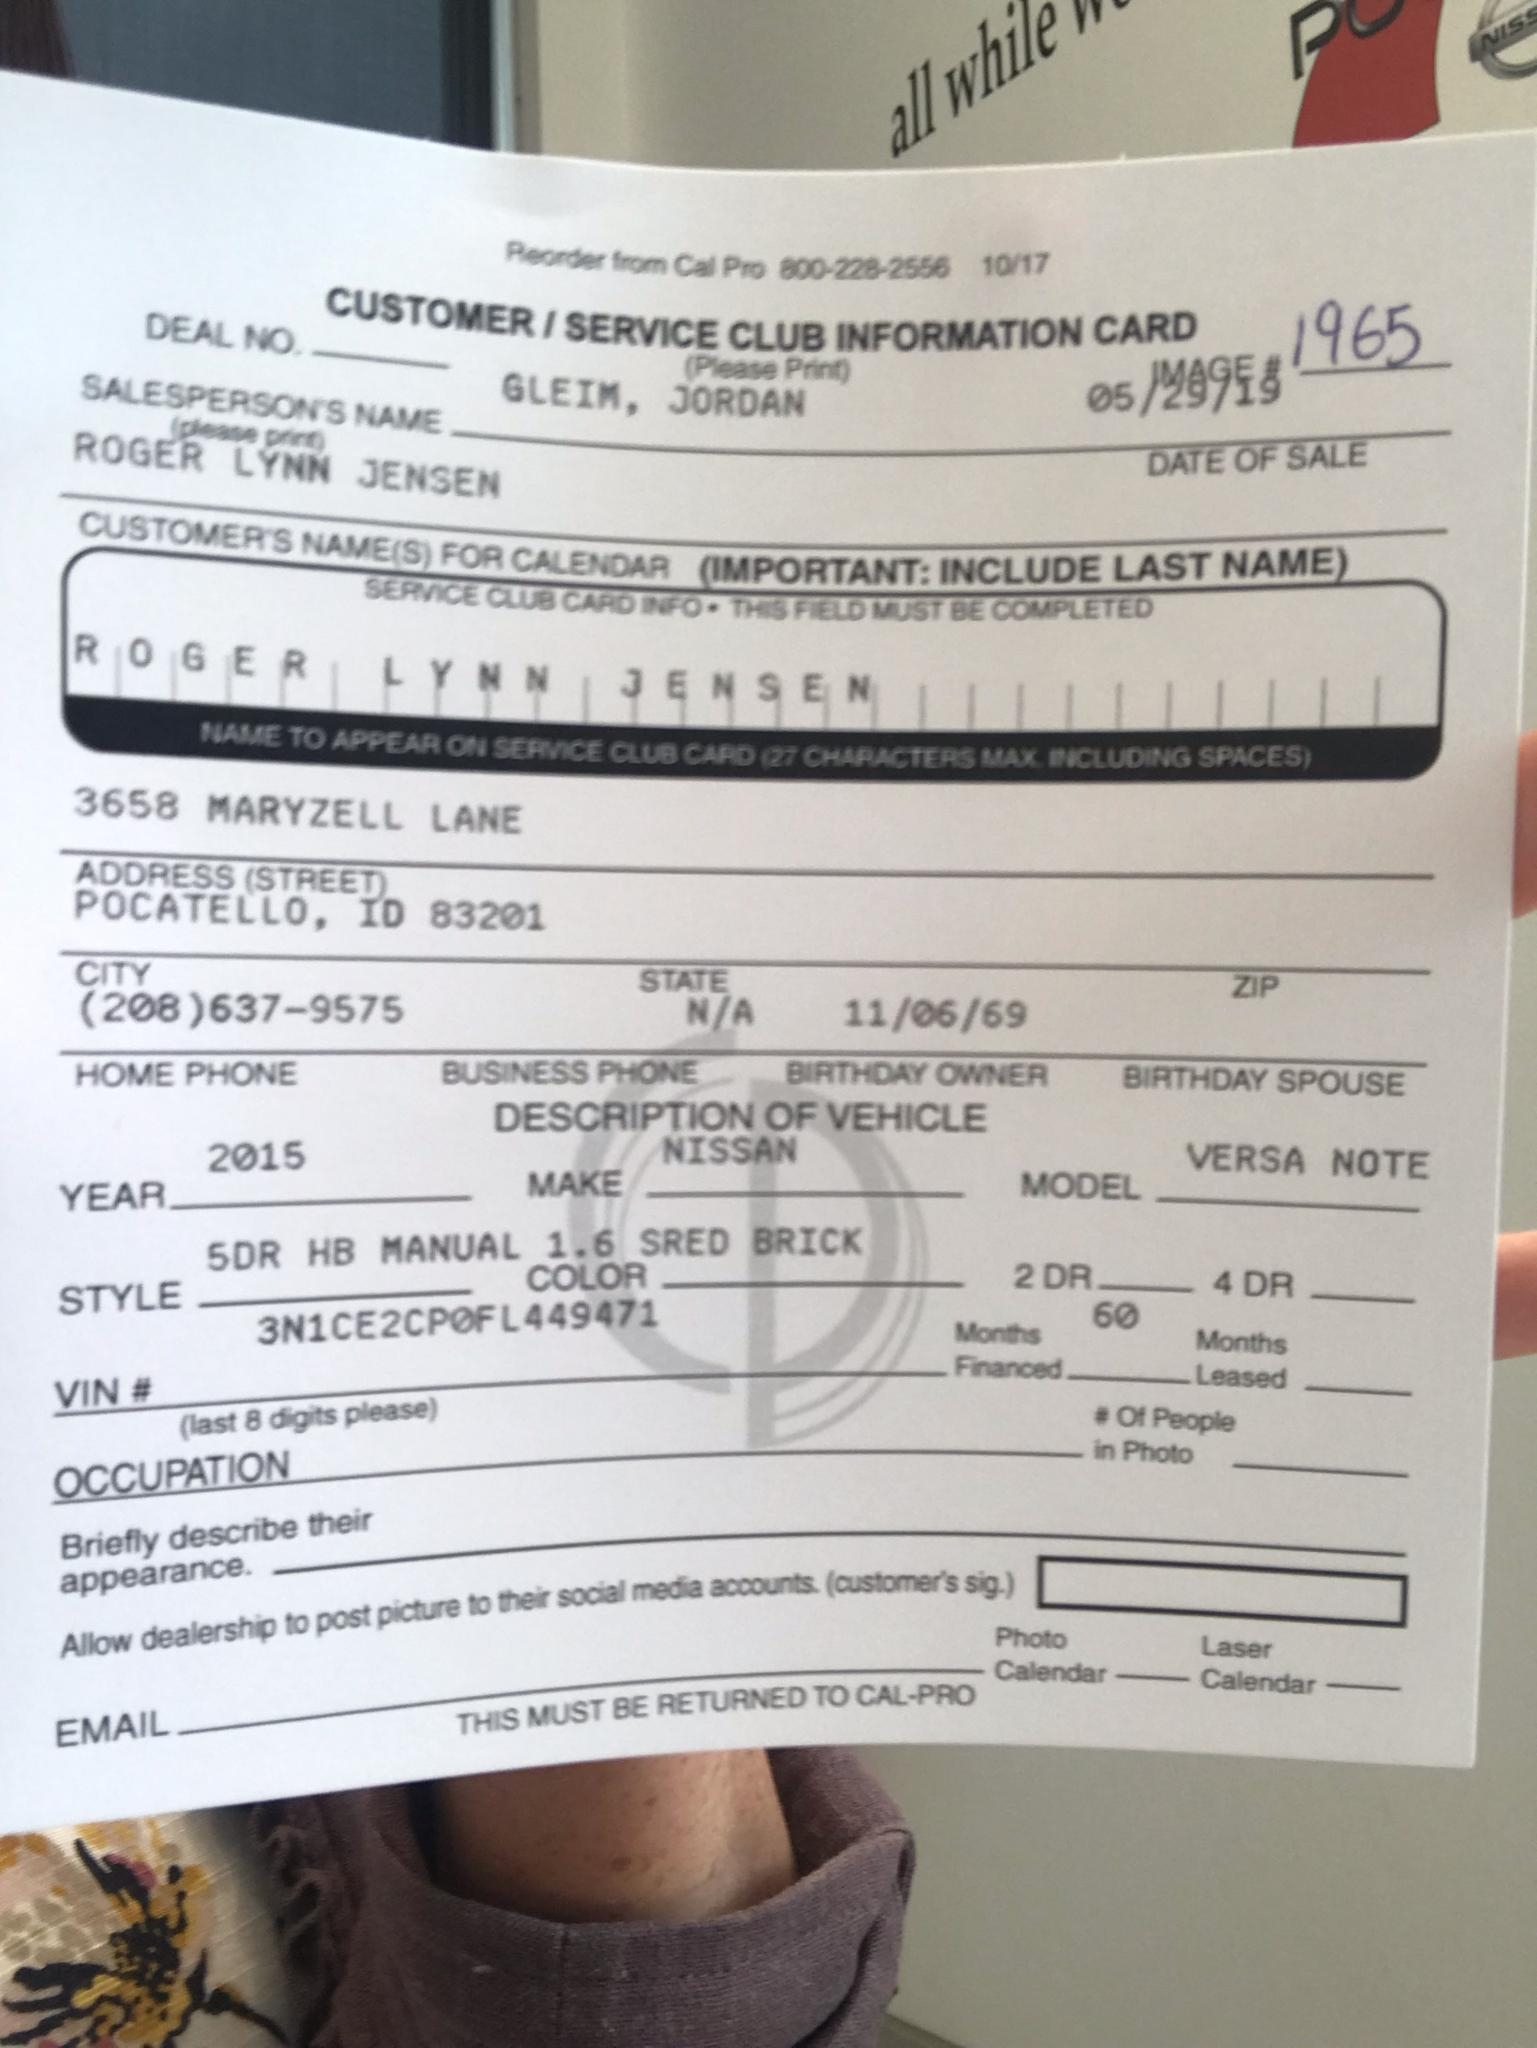 all while
NISS
Reorder from Cal Pro 800-228-2556 10/17
CUSTOMER / SERVICE CLUB INFORMATION CARD
(Please Print)
DEAL NO.
IMAGE # 1965
SALESPERSON'S NAME GLEIM, JORDAN 05/29/19
(please print)
DATE OF SALE
ROGER LYNN JENSEN
CUSTOMER'S NAME(S) FOR CALENDAR (IMPORTANT: INCLUDE LAST NAME)
SERVICE CLUB CARD INFO • THIS FIELD MUST BE COMPLETED
ROGER LYNN JENSEN
NAME TO APPEAR ON SERVICE CLUB CARD (27 CHARACTERS MAX. INCLUDING SPACES)
3658 MARYZELL LANE
ADDRESS (STREET)
POCATELLO, ID 83201
CITY STATE ZIP
(208)637-9575 N/A 11/06/69
HOME PHONE BUSINESS PHONE BIRTHDAY OWNER BIRTHDAY SPOUSE
DESCRIPTION OF VEHICLE
2015 NISSAN VERSA NOTE
YEAR MAKE MODEL
5DR HB MANUAL 1.6 SRED BRICK
STYLE COLOR 2 DR 4 DR
3N1CE2CP0FL449471 60
VIN # Months Financed Months Leased
(last 8 digits please)
OCCUPATION # Of People in Photo
Briefly describe their
appearance.
Allow dealership to post picture to their social media accounts. (customer's sig.)
Photo Calendar Laser Calendar
EMAIL
THIS MUST BE RETURNED TO CAL-PRO